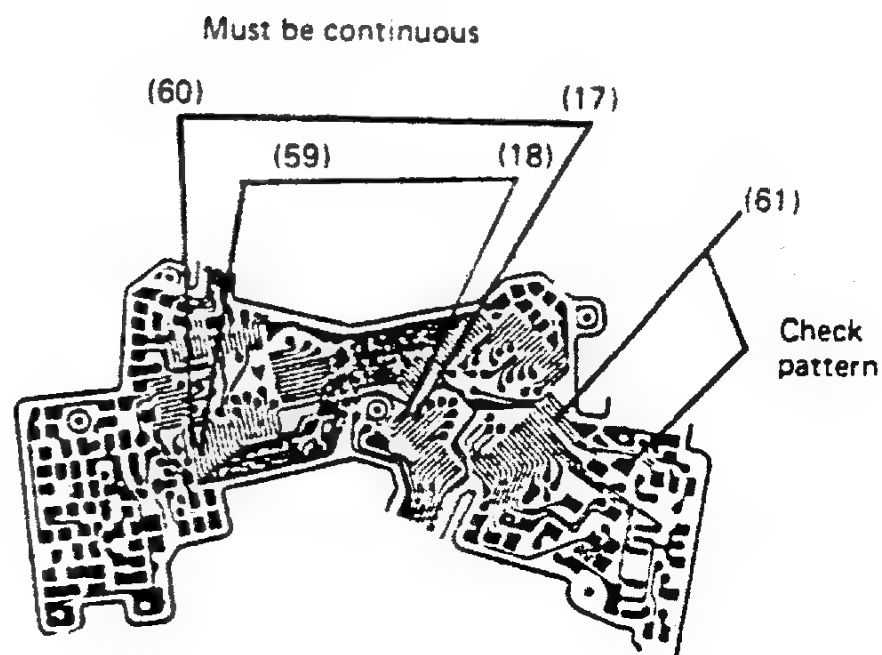 Must be continuous
(60)
(17)
(59)
(18)
(61)
Check
pattern